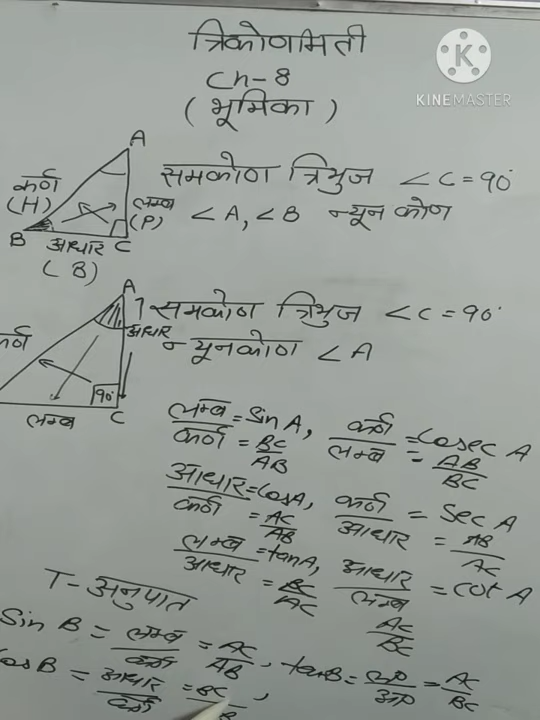 त्रिकोणमिती
Ch-8
(भूमिका)
KINEMASTER
A
कर्ण
(H)
लम्ब
(P)
B आधार C
(B)
समकोण त्रिभुज ∠C = 90°
∠A, ∠B न्यून कोण
A
कर्ण
आधार
90°
लम्ब C
समकोण त्रिभुज ∠C = 90°
न्यूनकोण ∠A
लम्ब/कर्ण = Sin A, कर्ण/लम्ब = Cosec A
= BC/AB = AB/BC
आधार/कर्ण = Cos A, कर्ण/आधार = Sec A
= AC/AB = AB/AC
लम्ब/आधार = tan A, आधार/लम्ब = Cot A
= BC/AC AC/BC
T-अनुपात
Sin B = लम्ब/कर्ण = AC/AB, tan B = ल०/आ० = AC/BC
Cos B = आधार/कर्ण = BC/B,